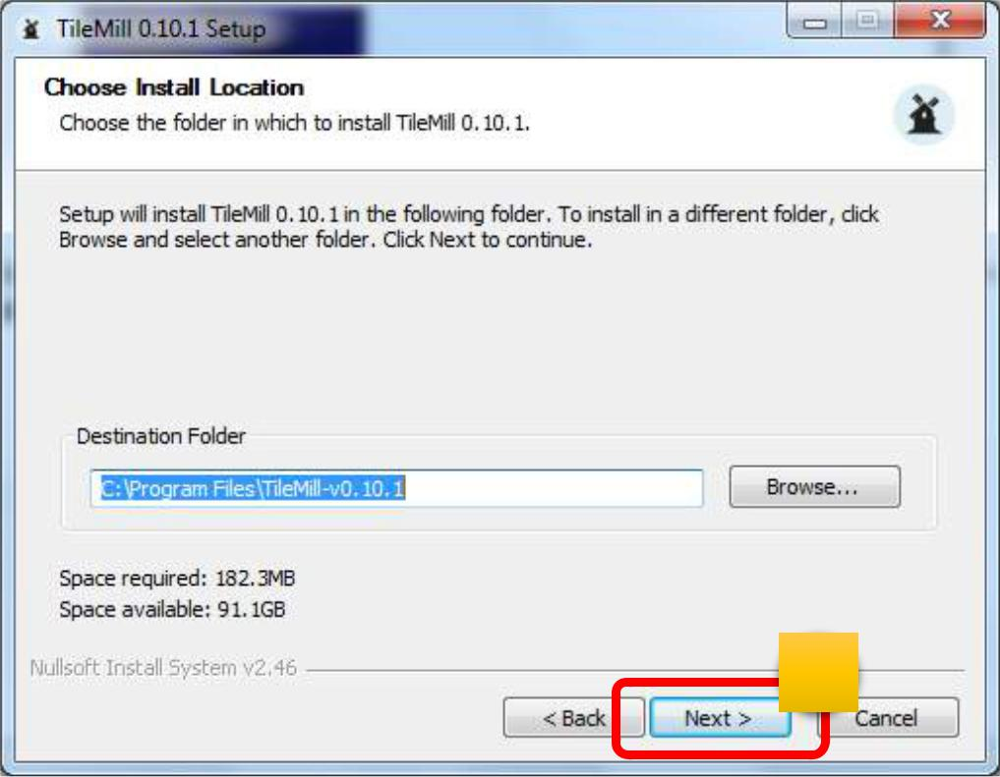 TileMill 0.10.1 Setup
Choose Install Location
Choose the folder in which to install TileMill 0.10.1.
Setup will install TileMill 0.10.1 in the following folder. To install in a different folder, click
Browse and select another folder. Click Next to continue.
Destination Folder
C:\Program Files\TileMill-v0.10.1
Browse...
Space required: 182.3MB
Space available: 91.1GB
Nullsoft Install System v2.46
< Back
Next >
Cancel